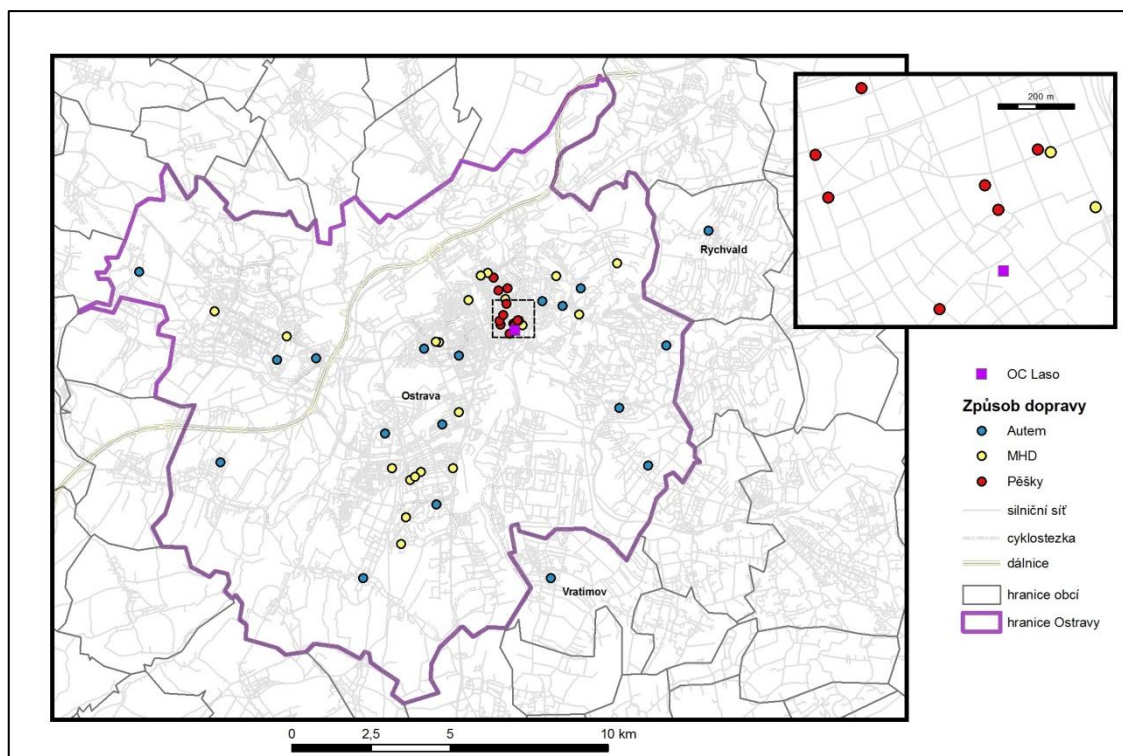 200 m
Rychvald
Ostrava
Vratimov
OC Laso
Způsob dopravy
Autem
MHD
Pěšky
silniční síť
cyklostezka
dálnice
hranice obcí
hranice Ostravy
0 2,5 5 10 km